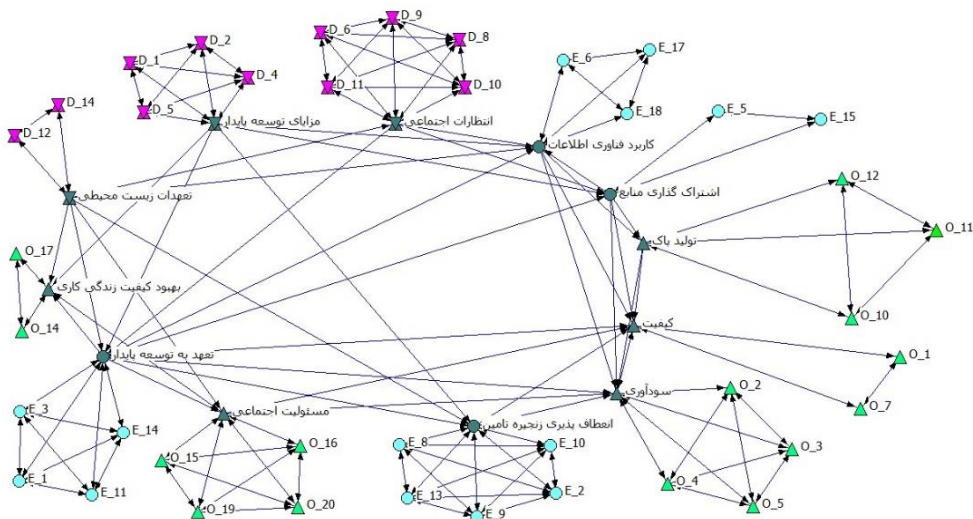 D_9
D_6
D_8
D_2
D_1
D_4
D_11
D_10
D_5
E_17
E_6
E_18
E_5
E_15
D_14
D_12
مزایای توسعه پایدار
انتظارات اجتماعی
کاربرد فناوری اطلاعات
O_12
تعهدات زیست محیطی
اشتراک گذاری منابع
O_11
تولید پاک
O_17
بهبود کیفیت زندگی کاری
O_10
O_14
کیفیت
تعهد به توسعه پایدار
O_1
سودآوری
O_2
O_7
E_3
مسئولیت اجتماعی
انعطاف پذیری زنجیره تامین
E_14
O_16
E_8
E_10
O_3
O_15
E_1
E_11
E_13
E_2
O_4
O_19
O_20
E_9
O_5